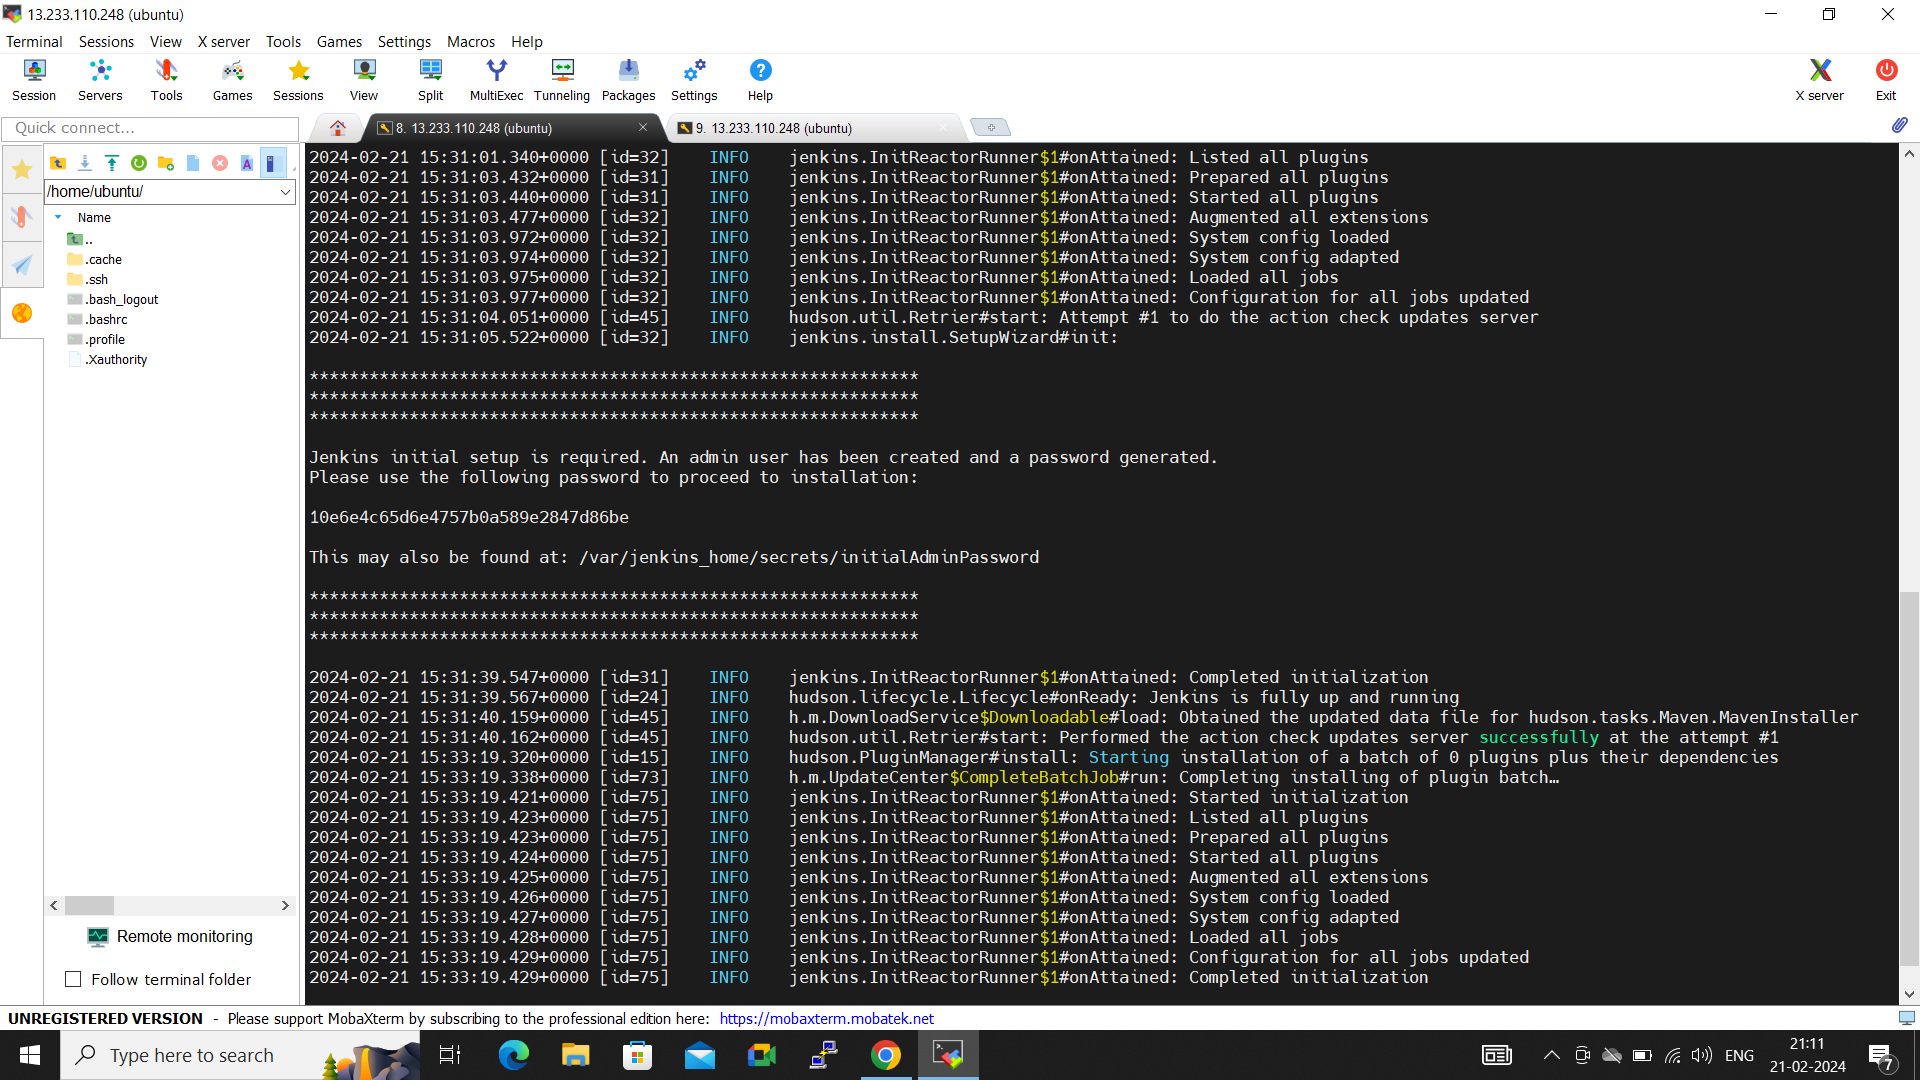 13.233.110.248 (ubuntu)
Terminal Sessions View X server Tools Games Settings Macros Help
Session Servers Tools Games Sessions View Split MultiExec Tunneling Packages Settings Help X server Exit
Quick connect...
8. 13.233.110.248 (ubuntu)
9. 13.233.110.248 (ubuntu)
/home/ubuntu/
Name
..
.cache
.ssh
.bash_logout
.bashrc
.profile
.Xauthority
Remote monitoring
Follow terminal folder
2024-02-21 15:31:01.340+0000 [id=32] INFO jenkins.InitReactorRunner$1#onAttained: Listed all plugins
2024-02-21 15:31:03.432+0000 [id=31] INFO jenkins.InitReactorRunner$1#onAttained: Prepared all plugins
2024-02-21 15:31:03.440+0000 [id=31] INFO jenkins.InitReactorRunner$1#onAttained: Started all plugins
2024-02-21 15:31:03.477+0000 [id=32] INFO jenkins.InitReactorRunner$1#onAttained: Augmented all extensions
2024-02-21 15:31:03.972+0000 [id=32] INFO jenkins.InitReactorRunner$1#onAttained: System config loaded
2024-02-21 15:31:03.974+0000 [id=32] INFO jenkins.InitReactorRunner$1#onAttained: System config adapted
2024-02-21 15:31:03.975+0000 [id=32] INFO jenkins.InitReactorRunner$1#onAttained: Loaded all jobs
2024-02-21 15:31:03.977+0000 [id=32] INFO jenkins.InitReactorRunner$1#onAttained: Configuration for all jobs updated
2024-02-21 15:31:04.051+0000 [id=45] INFO hudson.util.Retrier#start: Attempt #1 to do the action check updates server
2024-02-21 15:31:05.522+0000 [id=32] INFO jenkins.install.SetupWizard#init:
*************************************************************
*************************************************************
*************************************************************
Jenkins initial setup is required. An admin user has been created and a password generated.
Please use the following password to proceed to installation:
10e6e4c65d6e4757b0a589e2847d86be
This may also be found at: /var/jenkins_home/secrets/initialAdminPassword
*************************************************************
*************************************************************
*************************************************************
2024-02-21 15:31:39.547+0000 [id=31] INFO jenkins.InitReactorRunner$1#onAttained: Completed initialization
2024-02-21 15:31:39.567+0000 [id=24] INFO hudson.lifecycle.Lifecycle#onReady: Jenkins is fully up and running
2024-02-21 15:31:40.159+0000 [id=45] INFO h.m.DownloadService$Downloadable#load: Obtained the updated data file for hudson.tasks.Maven.MavenInstaller
2024-02-21 15:31:40.162+0000 [id=45] INFO hudson.util.Retrier#start: Performed the action check updates server successfully at the attempt #1
2024-02-21 15:33:19.320+0000 [id=15] INFO hudson.PluginManager#install: Starting installation of a batch of 0 plugins plus their dependencies
2024-02-21 15:33:19.338+0000 [id=73] INFO h.m.UpdateCenter$CompleteBatchJob#run: Completing installing of plugin batch…
2024-02-21 15:33:19.421+0000 [id=75] INFO jenkins.InitReactorRunner$1#onAttained: Started initialization
2024-02-21 15:33:19.423+0000 [id=75] INFO jenkins.InitReactorRunner$1#onAttained: Listed all plugins
2024-02-21 15:33:19.423+0000 [id=75] INFO jenkins.InitReactorRunner$1#onAttained: Prepared all plugins
2024-02-21 15:33:19.424+0000 [id=75] INFO jenkins.InitReactorRunner$1#onAttained: Started all plugins
2024-02-21 15:33:19.425+0000 [id=75] INFO jenkins.InitReactorRunner$1#onAttained: Augmented all extensions
2024-02-21 15:33:19.426+0000 [id=75] INFO jenkins.InitReactorRunner$1#onAttained: System config loaded
2024-02-21 15:33:19.427+0000 [id=75] INFO jenkins.InitReactorRunner$1#onAttained: System config adapted
2024-02-21 15:33:19.428+0000 [id=75] INFO jenkins.InitReactorRunner$1#onAttained: Loaded all jobs
2024-02-21 15:33:19.429+0000 [id=75] INFO jenkins.InitReactorRunner$1#onAttained: Configuration for all jobs updated
2024-02-21 15:33:19.429+0000 [id=75] INFO jenkins.InitReactorRunner$1#onAttained: Completed initialization
UNREGISTERED VERSION - Please support MobaXterm by subscribing to the professional edition here: https://mobaxterm.mobatek.net
Type here to search
ENG
21:11
21-02-2024
7